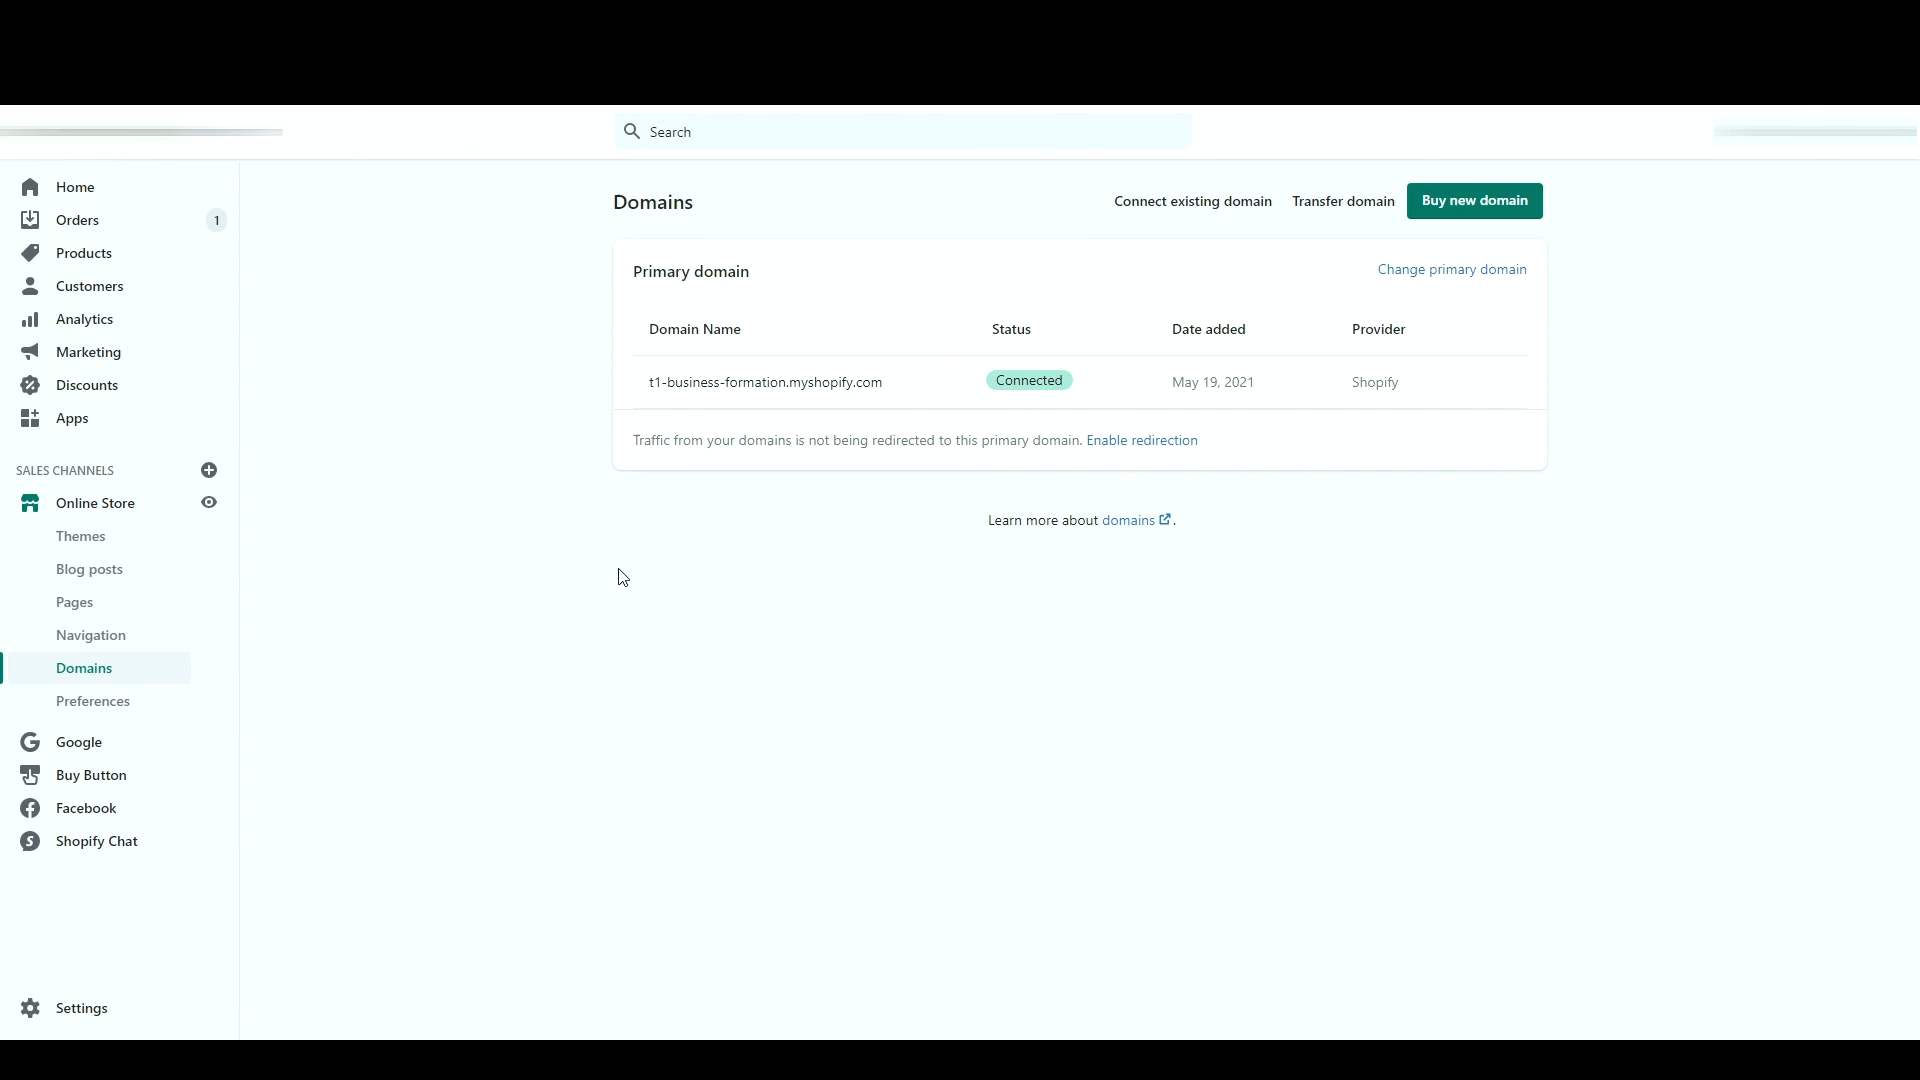 Search
Home
Orders 1
Products
Customers
Analytics
Marketing
Discounts
Apps
SALES CHANNELS
Online Store
Themes
Blog posts
Pages
Navigation
Domains
Preferences
Google
Buy Button
Facebook
Shopify Chat
Settings
Domains Connect existing domain Transfer domain Buy new domain
Primary domain Change primary domain
Domain Name Status Date added Provider
t1-business-formation.myshopify.com Connected May 19, 2021 Shopify
Traffic from your domains is not being redirected to this primary domain. Enable redirection
Learn more about domains .